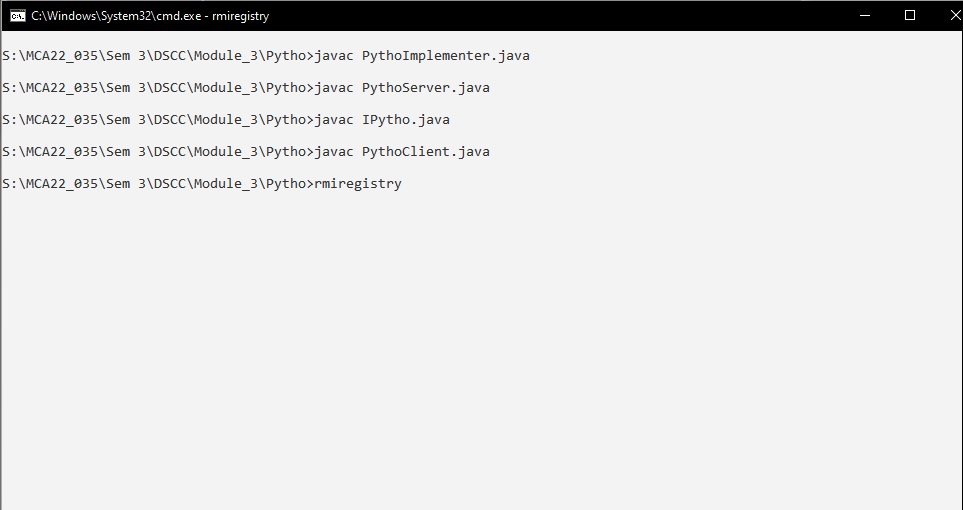 C:\Windows\System32\cmd.exe - rmiregistry
S:\MCA22_035\Sem 3\DSCC\Module_3\Pytho>javac PythoImplementer.java
S:\MCA22_035\Sem 3\DSCC\Module_3\Pytho>javac PythoServer.java
S:\MCA22_035\Sem 3\DSCC\Module_3\Pytho>javac IPytho.java
S:\MCA22_035\Sem 3\DSCC\Module_3\Pytho>javac PythoClient.java
S:\MCA22_035\Sem 3\DSCC\Module_3\Pytho>rmiregistry